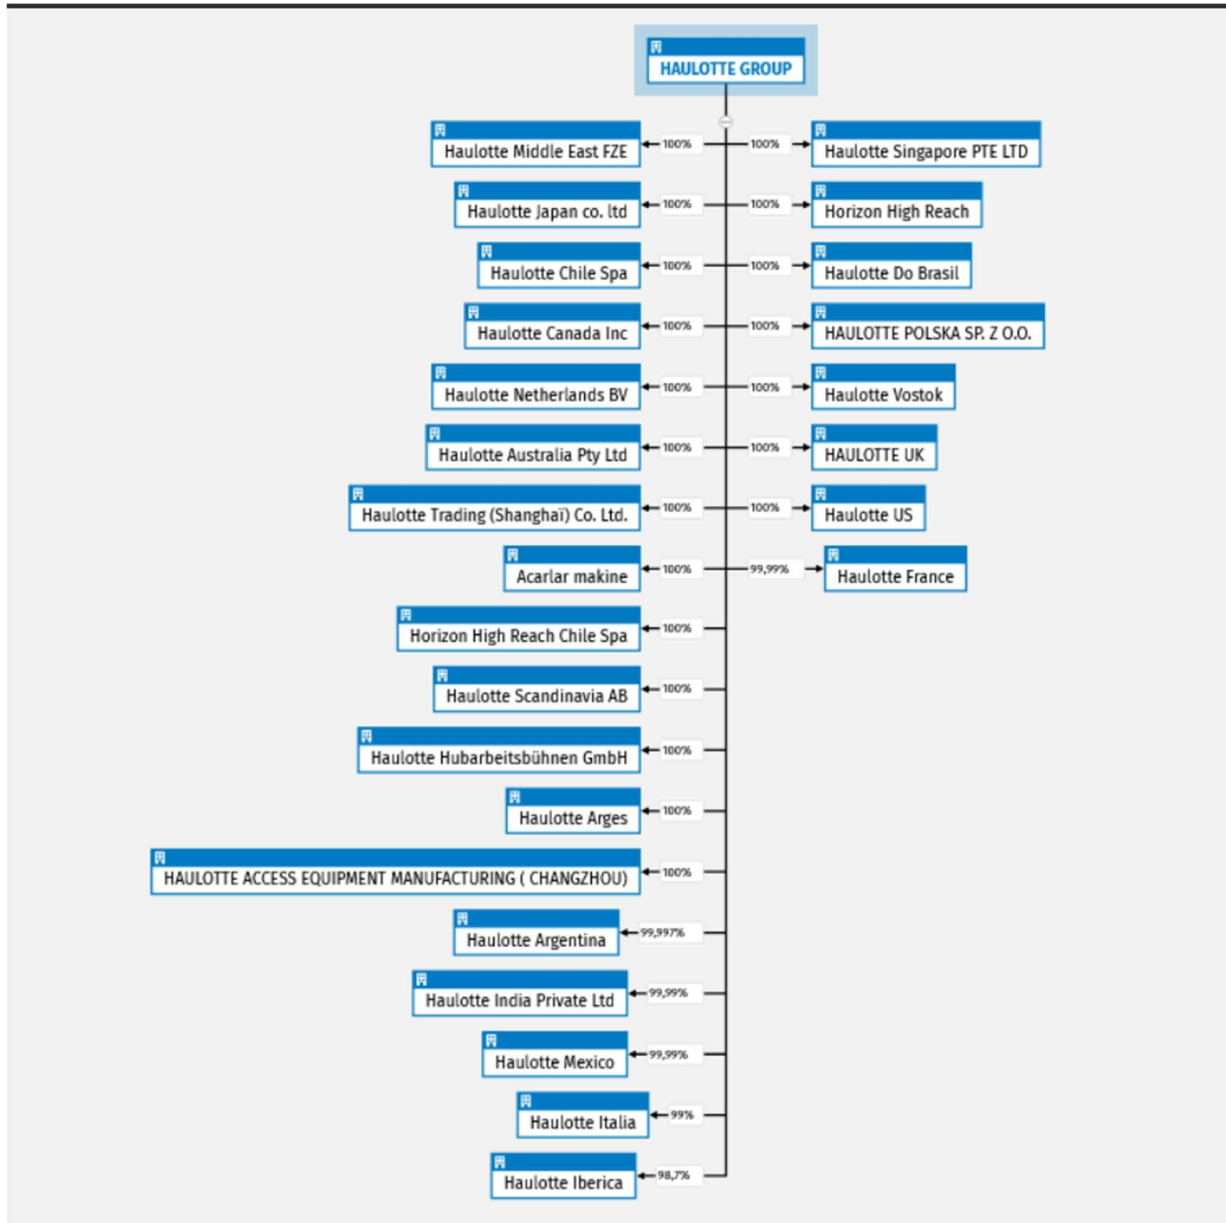 HAULOTTE GROUP
Haulotte Middle East FZE 100% 100% Haulotte Singapore PTE LTD
Haulotte Japan co. ltd 100% 100% Horizon High Reach
Haulotte Chile Spa 100% 100% Haulotte Do Brasil
Haulotte Canada Inc 100% 100% HAULOTTE POLSKA SP. Z O.O.
Haulotte Netherlands BV 100% 100% Haulotte Vostok
Haulotte Australia Pty Ltd 100% 100% HAULOTTE UK
Haulotte Trading (Shanghaï) Co. Ltd. 100% 100% Haulotte US
Acarlar makine 100% 99,99% Haulotte France
Horizon High Reach Chile Spa 100%
Haulotte Scandinavia AB 100%
Haulotte Hubarbeitsbühnen GmbH 100%
Haulotte Arges 100%
HAULOTTE ACCESS EQUIPMENT MANUFACTURING ( CHANGZHOU) 100%
Haulotte Argentina 99,997%
Haulotte India Private Ltd 99,99%
Haulotte Mexico 99,99%
Haulotte Italia 99%
Haulotte Iberica 98,7%